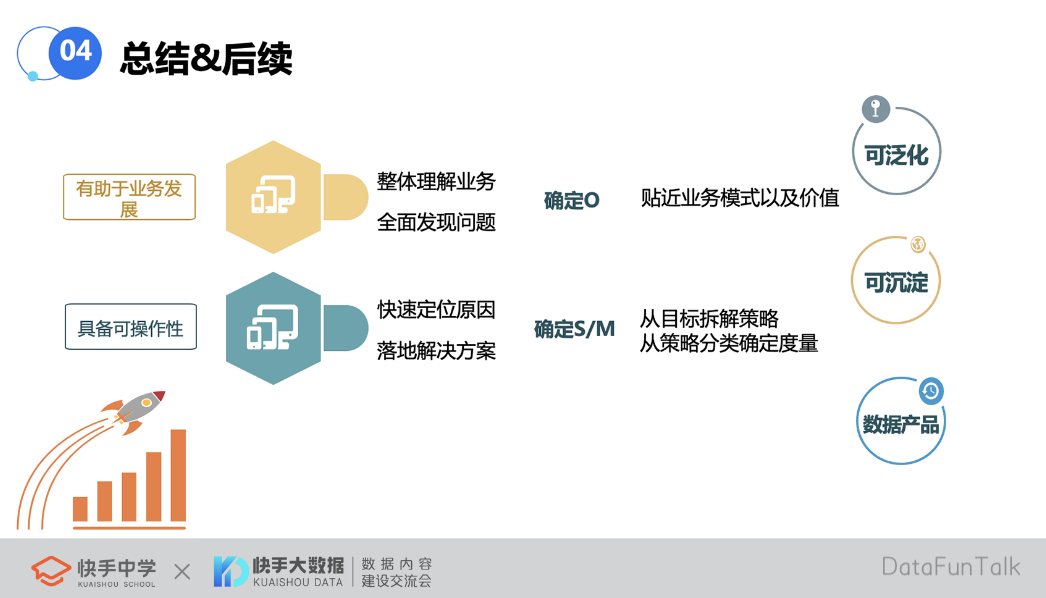 04
总结&后续
有助于业务发
展
整体理解业务
全面发现问题
确定O
贴近业务模式以及价值
可泛化
具备可操作性
快速定位原因
落地解决方案
确定S/M
从目标拆解策略
从策略分类确定度量
可沉淀
数据产品
快手中学
KUAISHOU SCHOOL
快手大数据
KUAISHOU DATA
数据内容
建设交流会
DataFunTalk